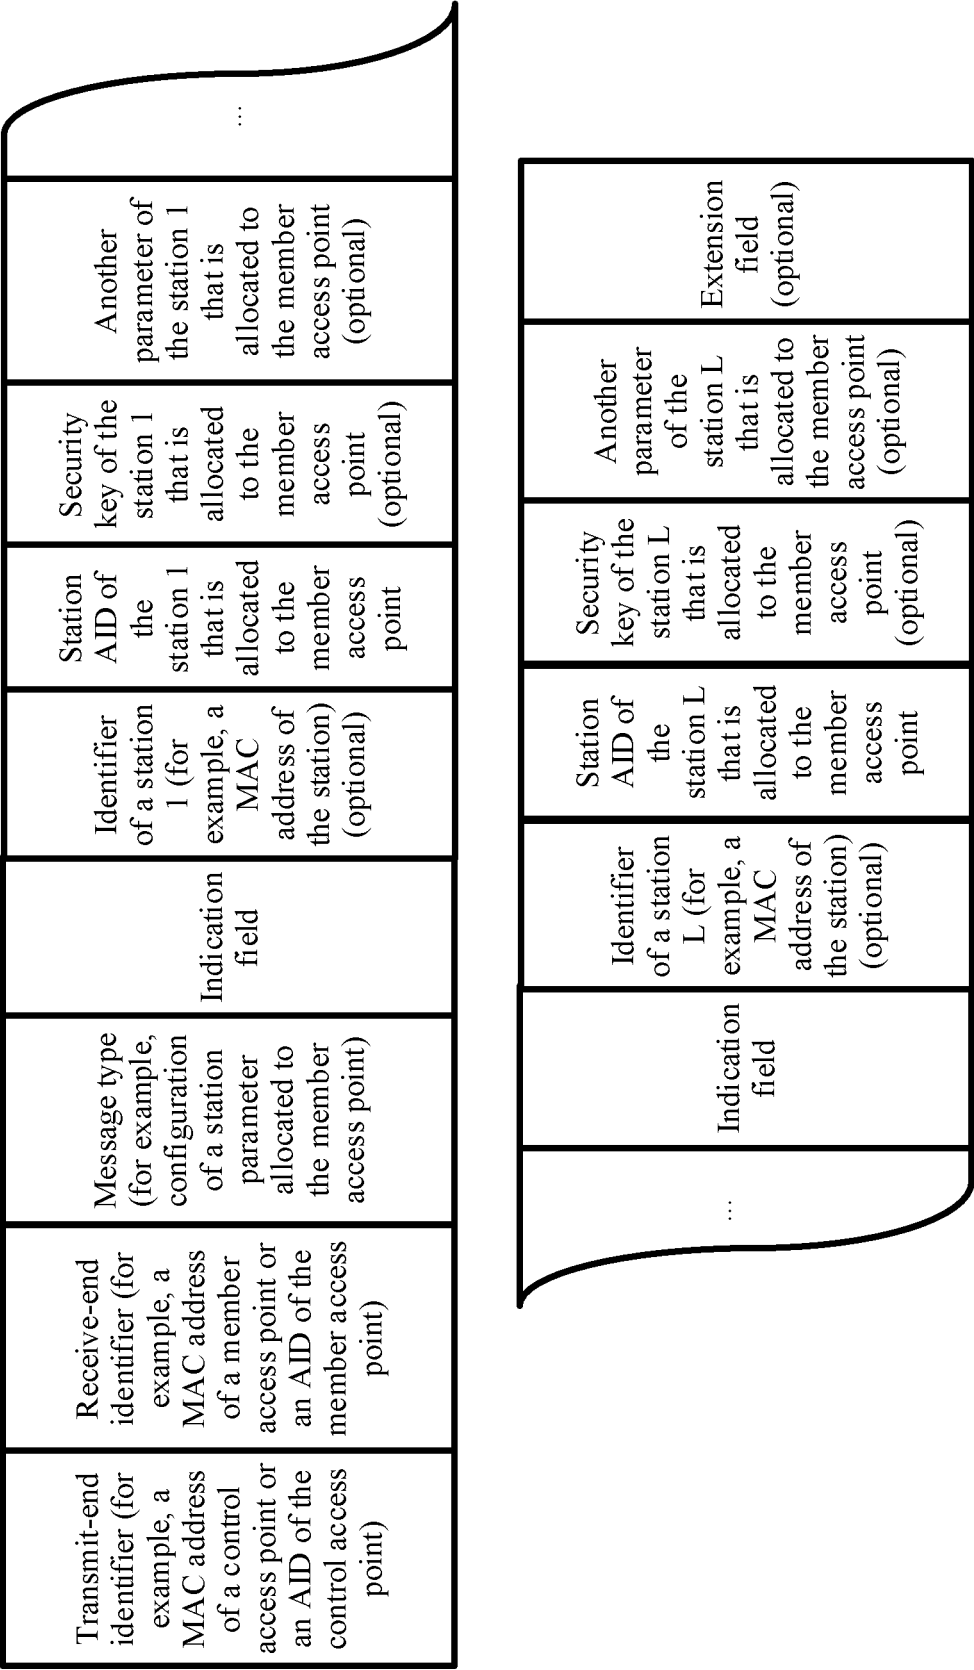 Transmit-end
identifier (for
example, a
MAC address
of a control
access point or
an AID of the
control access
point)
Receive-end
identifier (for
example, a
MAC address
of a member
access point or
an AID of the
member access
point)
Message type
(for example,
configuration
of a station
parameter
allocated to
the member
access point)
Indication
field
Identifier
of a station
1 (for
example, a
MAC
address of
the station)
(optional)
Station
AID of
the
station 1
that is
allocated
to the
member
access
point
Security
key of the
station 1
that is
allocated
to the
member
access
point
(optional)
Another
parameter of
the station 1
that is
allocated to
the member
access point
(optional)
...
...
Indication
field
Identifier
of a station
L (for
example, a
MAC
address of
the station)
(optional)
Station
AID of
the
station L
that is
allocated
to the
member
access
point
Security
key of the
station L
that is
allocated
to the
member
access
point
(optional)
Another
parameter
of the
station L
that is
allocated to
the member
access point
(optional)
Extension
field
(optional)